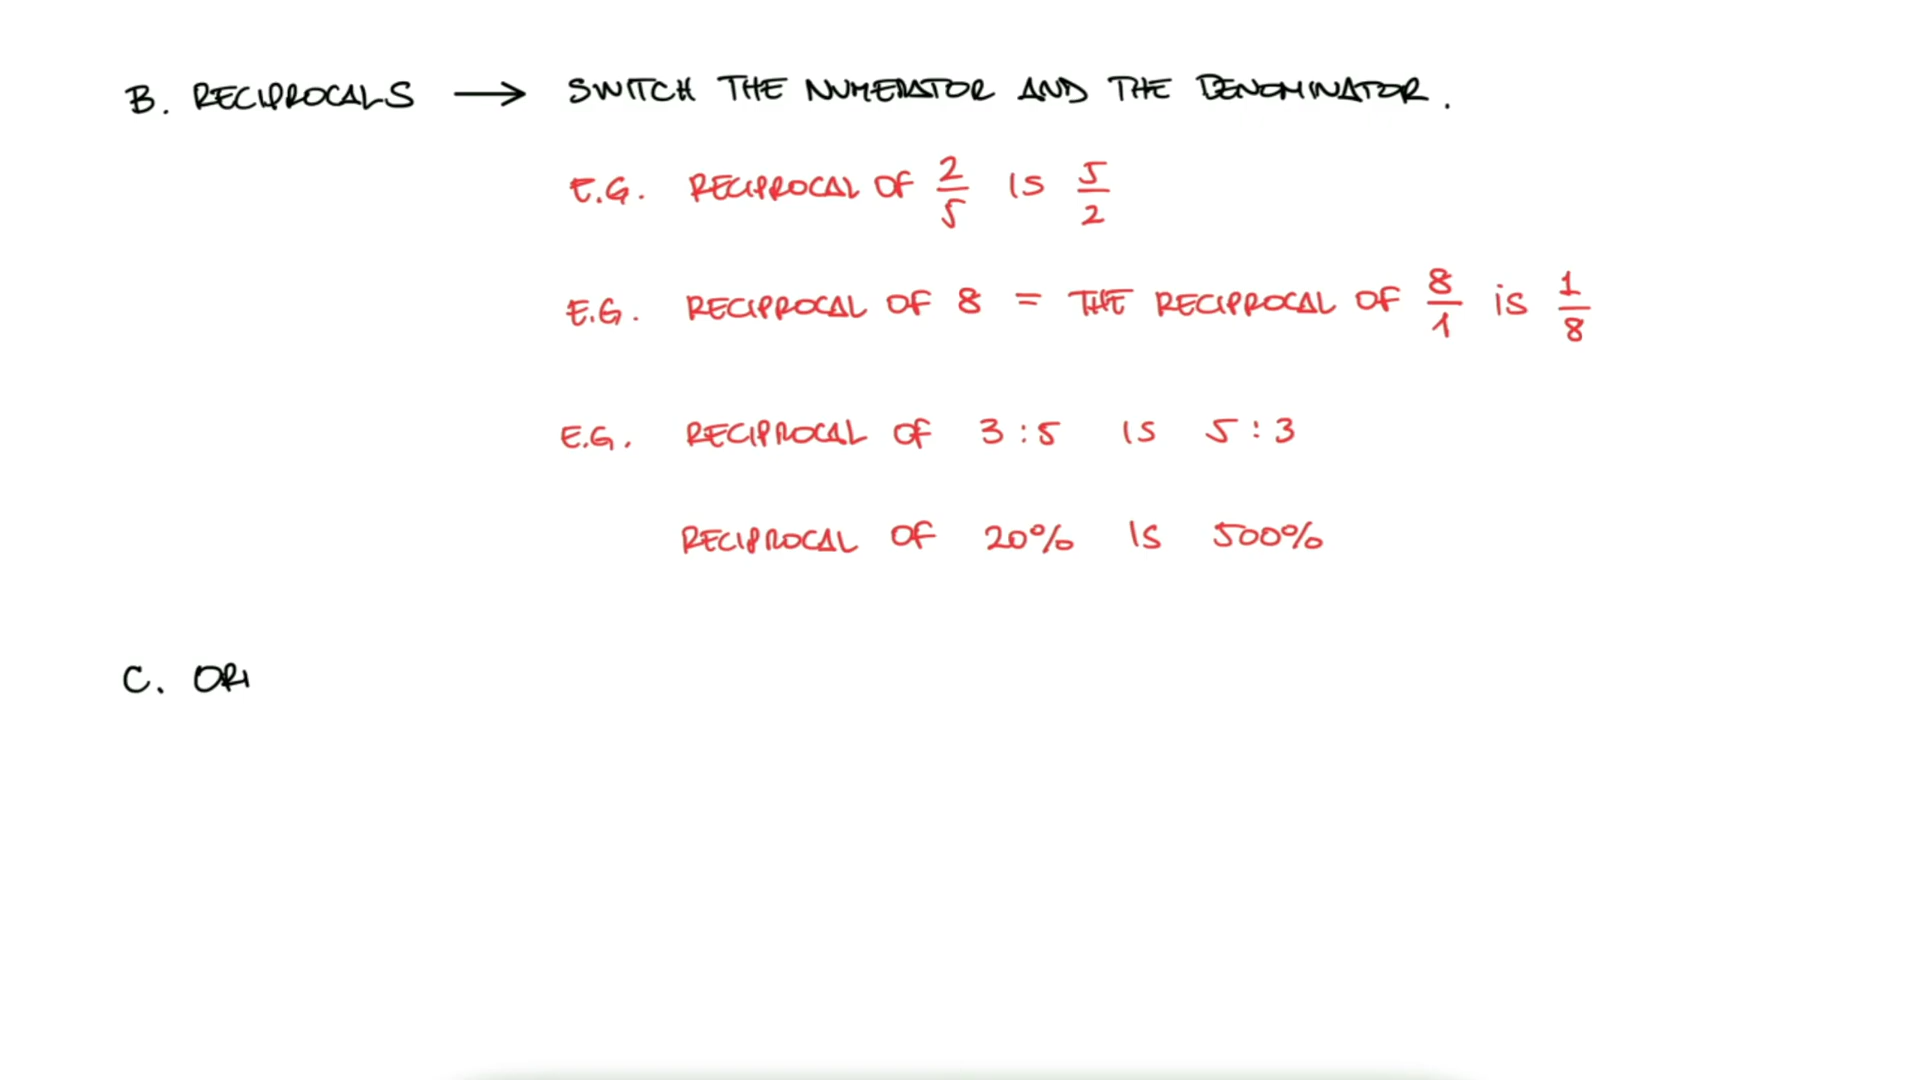 B. RECIPROCALS → SWITCH THE NUMERATOR AND THE DENOMINATOR.
E.G. RECIPROCAL OF 2/5 IS 5/2
E.G. RECIPROCAL OF 8 = THE RECIPROCAL OF 8/1 is 1/8
E.G. RECIPROCAL OF 3:5 IS 5:3
RECIPROCAL OF 20% IS 500%
C. ORI